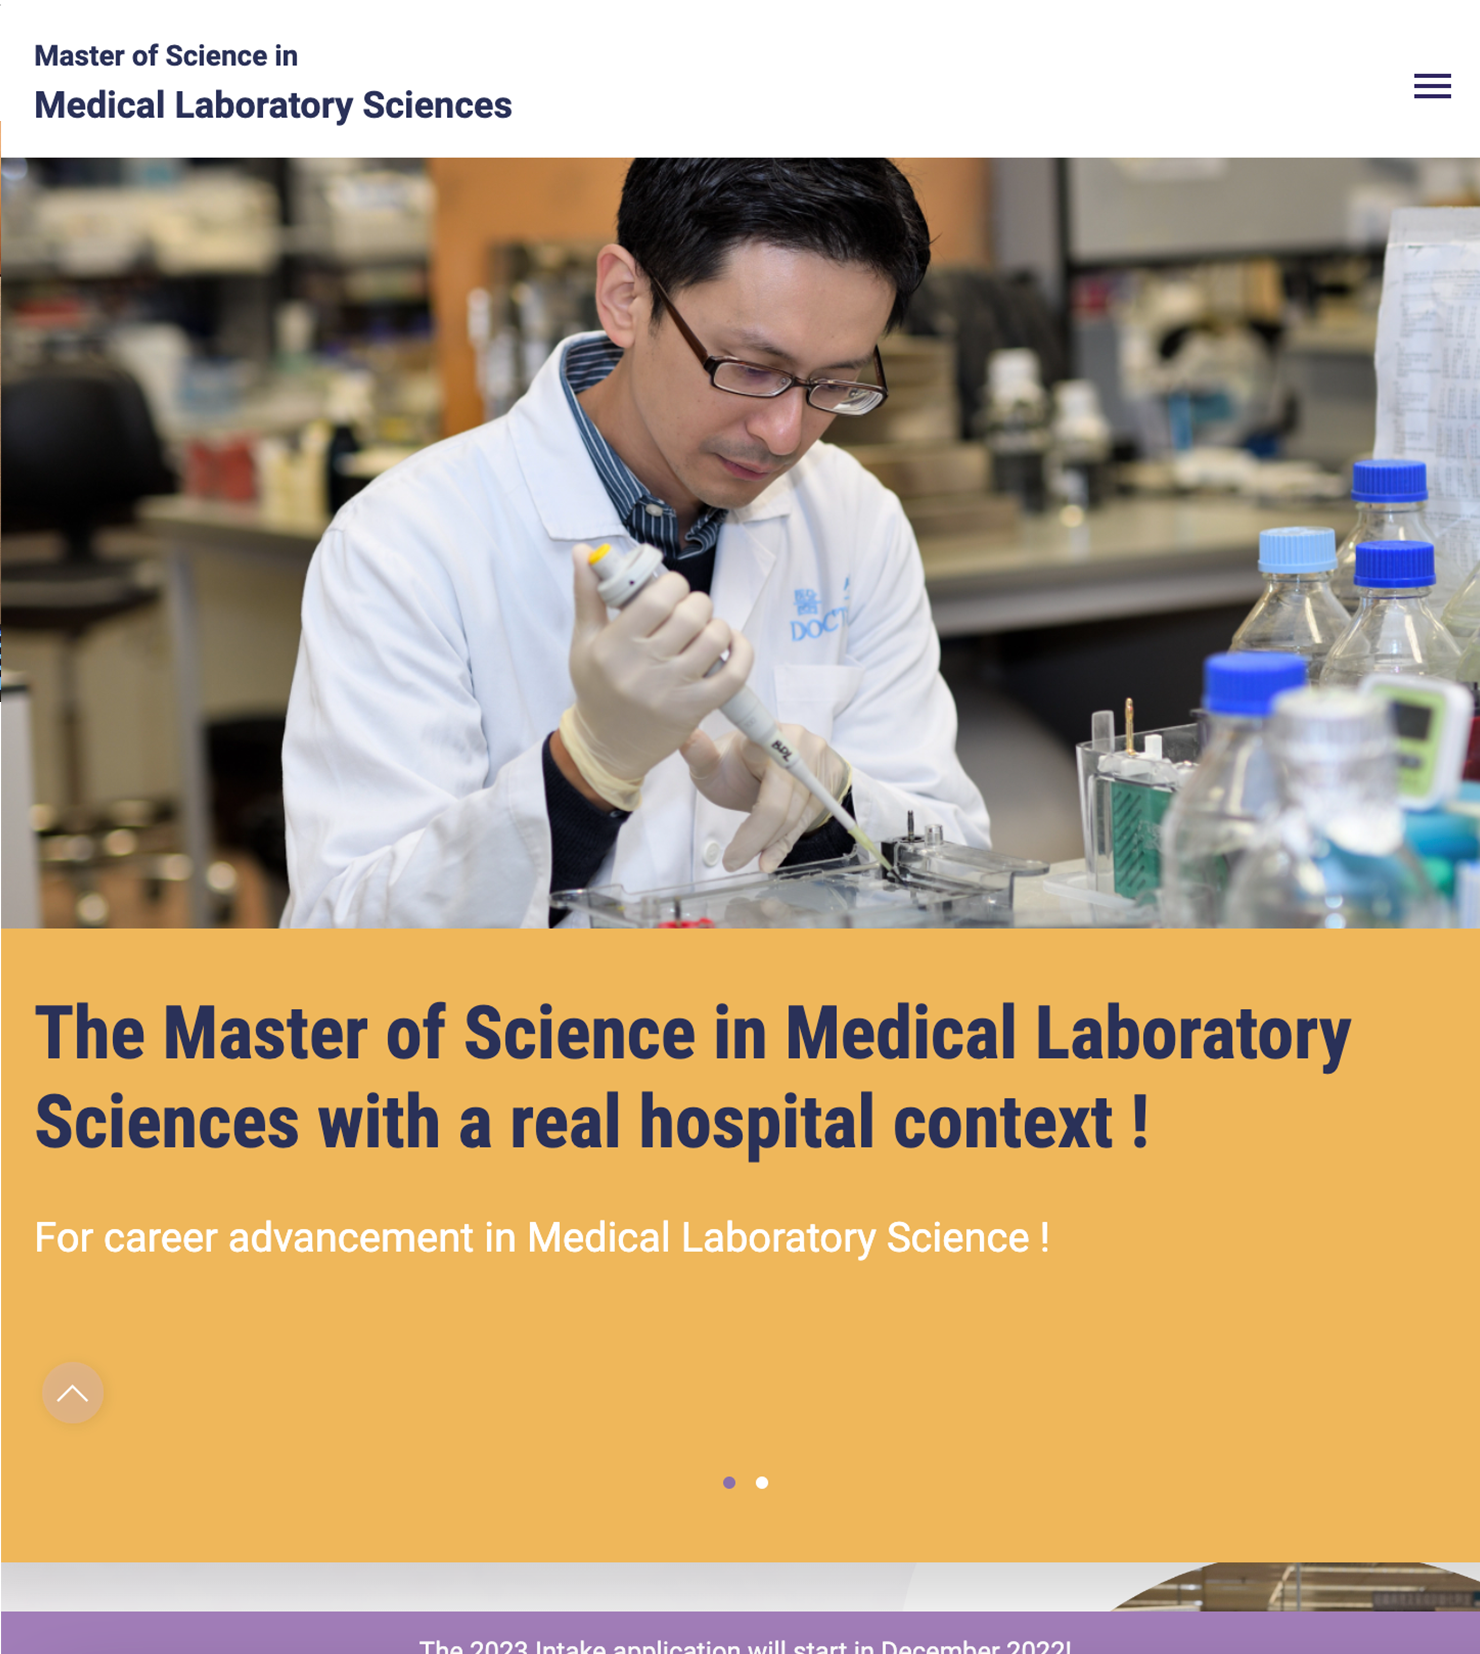 Master of Science in
Medical Laboratory Sciences
DOCT
BDL
The Master of Science in Medical Laboratory
Sciences with a real hospital context !
For career advancement in Medical Laboratory Science !
The 2023 Intake application will start in December 2022!